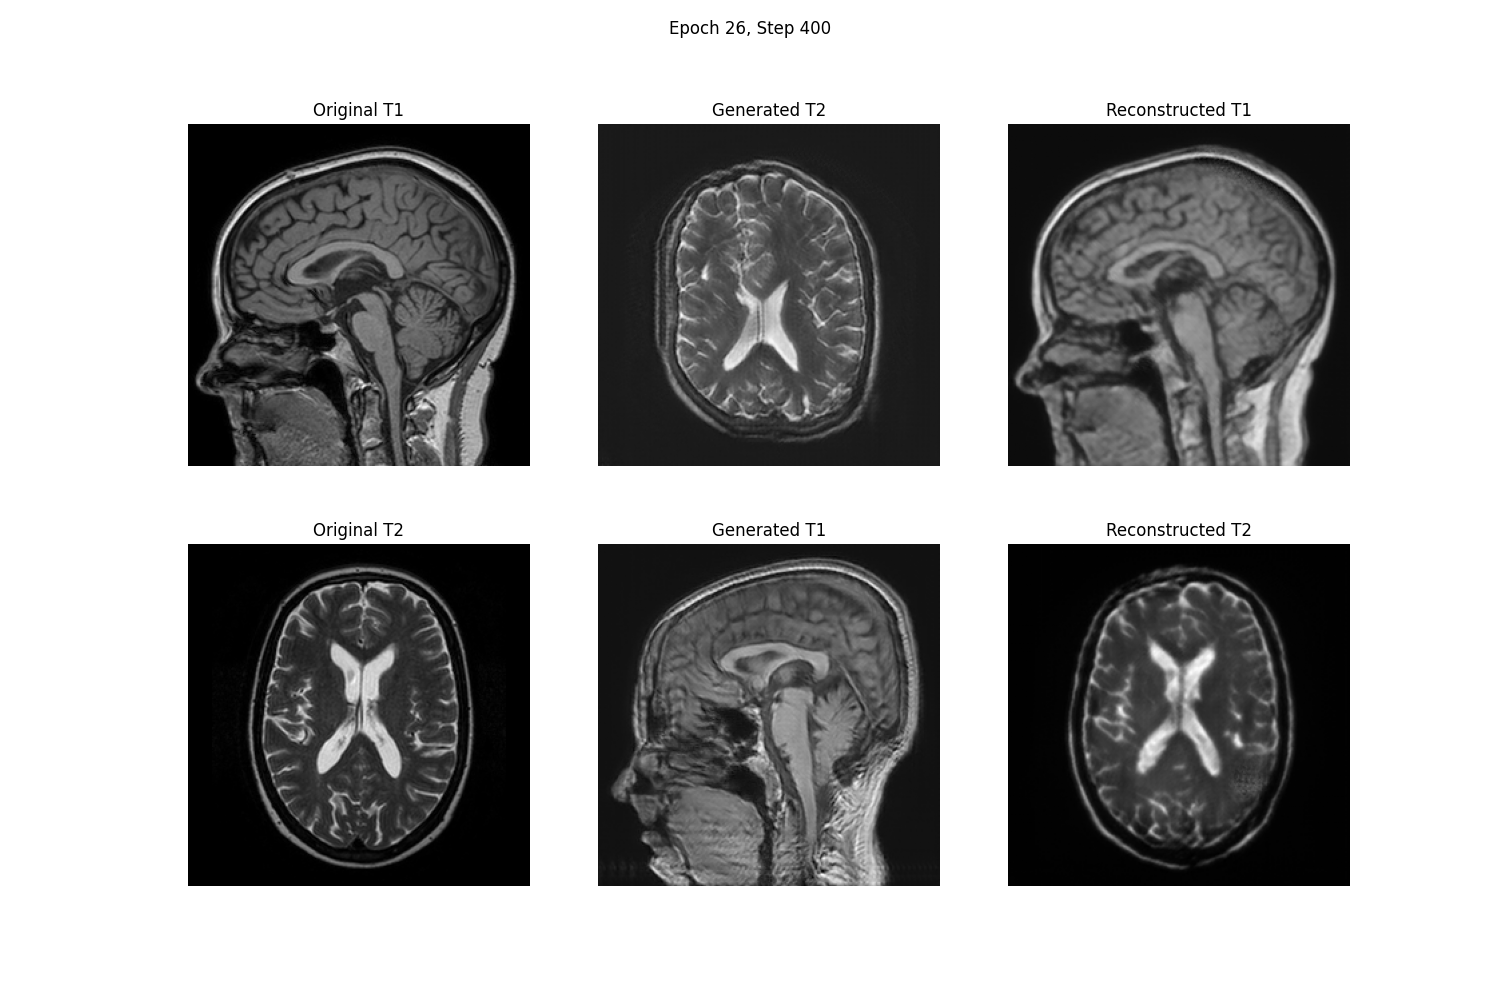 Epoch 26, Step 400
Original T1
Generated T2
Reconstructed T1
Original T2
Generated T1
Reconstructed T2